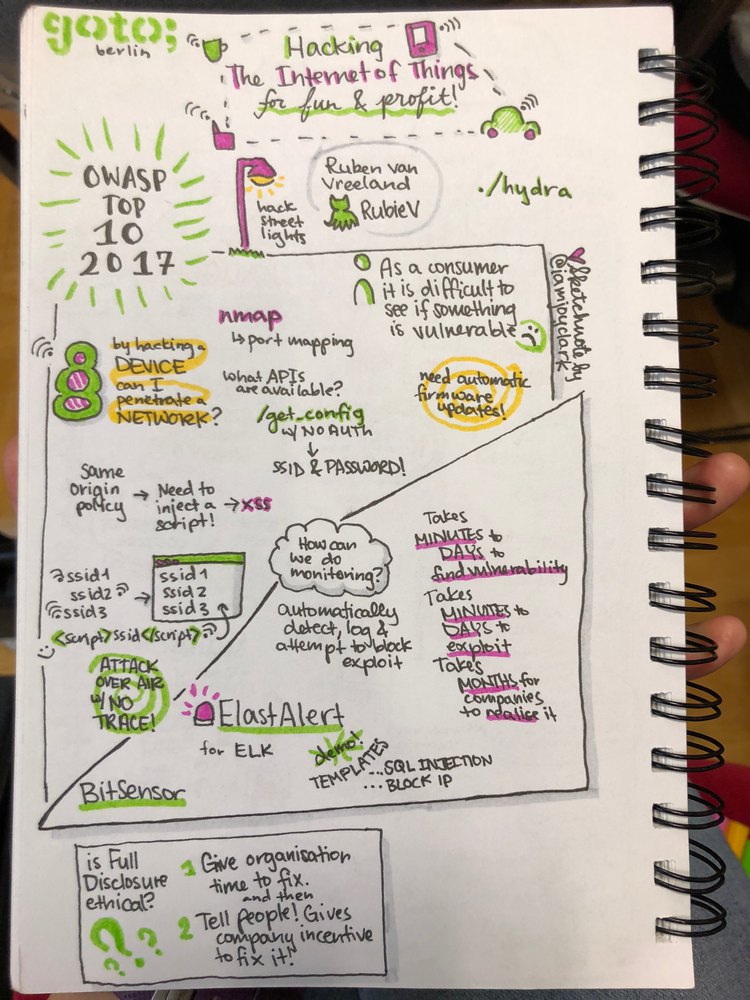 goto;
berlin
Hacking
The Internet of Things
for fun & profit!
OWASP
TOP
10
2017
hack
street
lights
Ruben van
Vreeland
RubieV
./hydra
As a consumer
it is difficult to
see if something
is vulnerable
Sketchnote by
@iamjoyclark
nmap
↳ port mapping
by hacking a
DEVICE
can I
penetrate a
NETWORK?
what APIs
are available?
/get_config
w/ NO AUTH
↓
SSID & PASSWORD!
need automatic
firmware
updates!
Same
origin
policy
→ Need to
inject a
script!
→ XSS
How can
we do
monitoring?
automatically
detect, log &
attempt to block
exploit
Takes
MINUTES to
DAYS to
find vulnerability
Takes
MINUTES to
DAYS to
exploit
Takes
MONTHS for
companies
to realise it
ssid1
ssid2
ssid3
→
ssid1
ssid2
ssid3
<script>ssid</script>
ATTACK
OVER AIR
W/ NO
TRACE!
ElastAlert
for ELK
demo!
TEMPLATES
...SQL INJECTION
...BLOCK IP
BitSensor
is Full
Disclosure
ethical?
???
1 Give organisation
time to fix.
and then
2 Tell people! Gives
company incentive
to fix it!